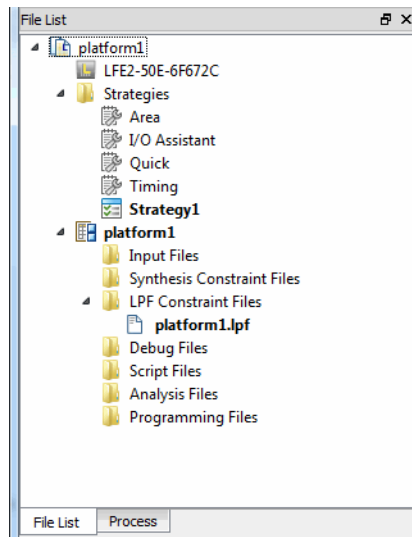 File List
platform1
LFE2-50E-6F672C
Strategies
Area
I/O Assistant
Quick
Timing
Strategy1
platform1
Input Files
Synthesis Constraint Files
LPF Constraint Files
platform1.lpf
Debug Files
Script Files
Analysis Files
Programming Files
File List Process